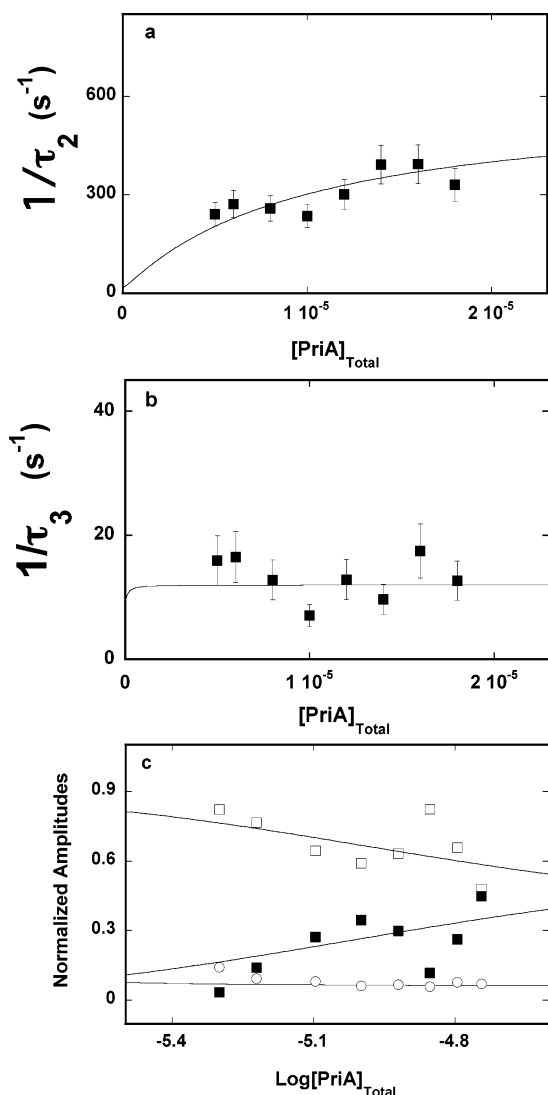 a
1/τ2 (s-1)
600
300
0
0
1 10-5
2 10-5
[PriA]Total
b
1/τ3 (s-1)
40
20
0
0
1 10-5
2 10-5
[PriA]Total
c
Normalized Amplitudes
0.9
0.6
0.3
0
-5.4
-5.1
-4.8
Log[PriA]Total